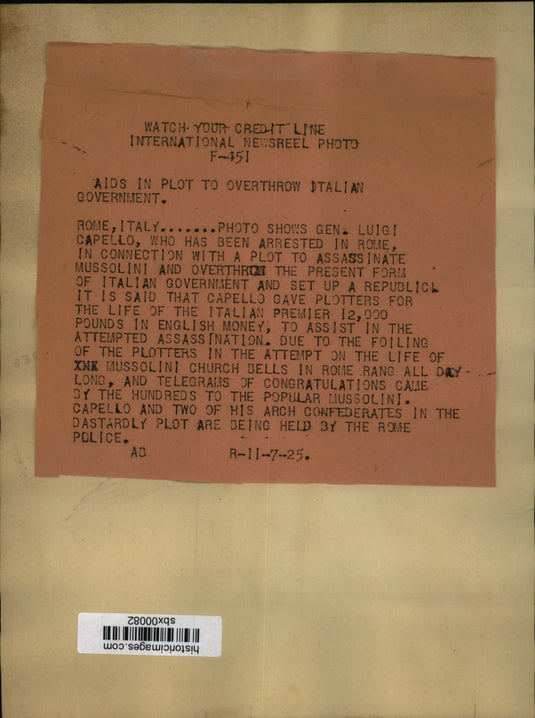 WATCH YOUR CREDIT LINE
INTERNATIONAL NEWSREEL PHOTO
F-451
AIDS IN PLOT TO OVERTHROW ITALIAN
GOVERNMENT.
ROME, ITALY.......PHOTO SHOWS GEN. LUIGI
CAPELLO, WHO HAS BEEN ARRESTED IN ROME,
IN CONNECTION WITH A PLOT TO ASSASSINATE
MUSSOLINI AND OVERTHROW THE PRESENT FORM
OF ITALIAN GOVERNMENT AND SET UP A REPUBLIC.
IT IS SAID THAT CAPELLO GAVE PLOTTERS FOR
THE LIFE OF THE ITALIAN PREMIER 12,000
POUNDS IN ENGLISH MONEY, TO ASSIST IN THE
ATTEMPTED ASSASSINATION. DUE TO THE FOILING
OF THE PLOTTERS IN THE ATTEMPT ON THE LIFE OF
XXX MUSSOLINI CHURCH BELLS IN ROME RANG ALL DAY
LONG, AND TELEGRAMS OF CONGRATULATIONS CAME
BY THE HUNDREDS TO THE POPULAR MUSSOLINI.
CAPELLO AND TWO OF HIS ARCH CONFEDERATES IN THE
DASTARDLY PLOT ARE BEING HELD BY THE ROME
POLICE.
AB R-11-7-25.
historicimages.com
sbx00082